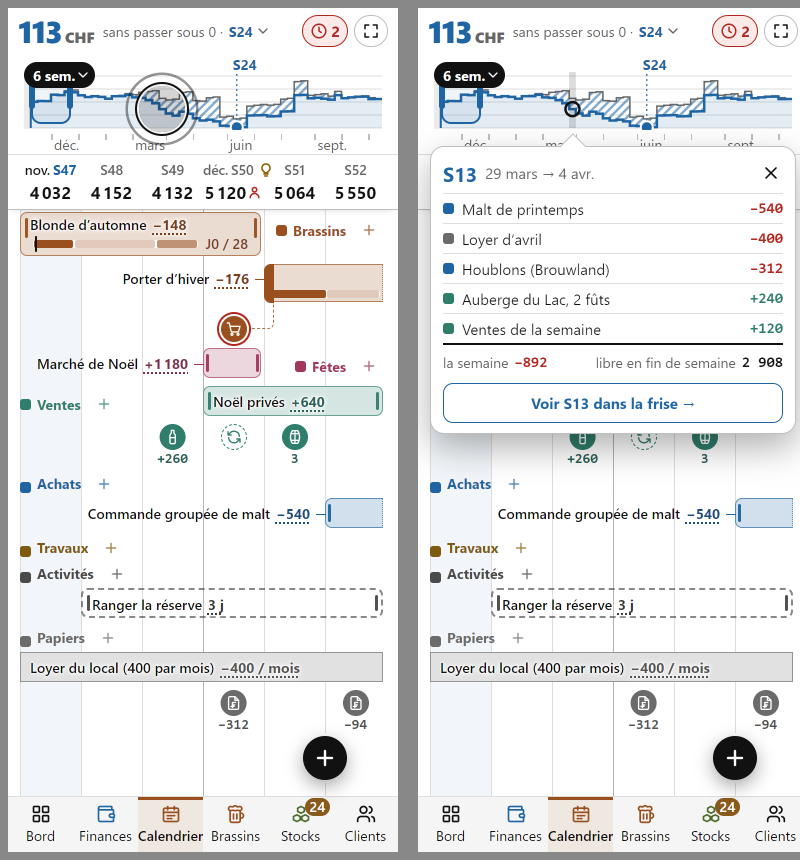 113 CHF sans passer sous 0 · S24
2
6 sem.
S24
déc. mars juin sept.
nov. S47 S48 S49 déc. S50 S51 S52
4 032 4 152 4 132 5 120 5 064 5 550
Blonde d'automne −148
J0 / 28
Brassins +
Porter d'hiver −176
Marché de Noël +1 180
Fêtes +
Noël privés +640
Ventes +
+260 3
Achats +
Commande groupée de malt −540
Travaux +
Activités +
Ranger la réserve 3 j
Papiers +
Loyer du local (400 par mois) −400 / mois
−312 −94
+
Bord Finances Calendrier Brassins Stocks 24 Clients
113 CHF sans passer sous 0 · S24
2
6 sem.
S24
S13 29 mars → 4 avr.
Malt de printemps −540
Loyer d'avril −400
Houblons (Brouwland) −312
Auberge du Lac, 2 fûts +240
Ventes de la semaine +120
la semaine −892 libre en fin de semaine 2 908
Voir S13 dans la frise →
+260 3
Achats +
Commande groupée de malt −540
Travaux +
Activités +
Ranger la réserve 3 j
Papiers +
Loyer du local (400 par mois) −400 / mois
−312 −94
+
Bord Finances Calendrier Brassins Stocks 24 Clients